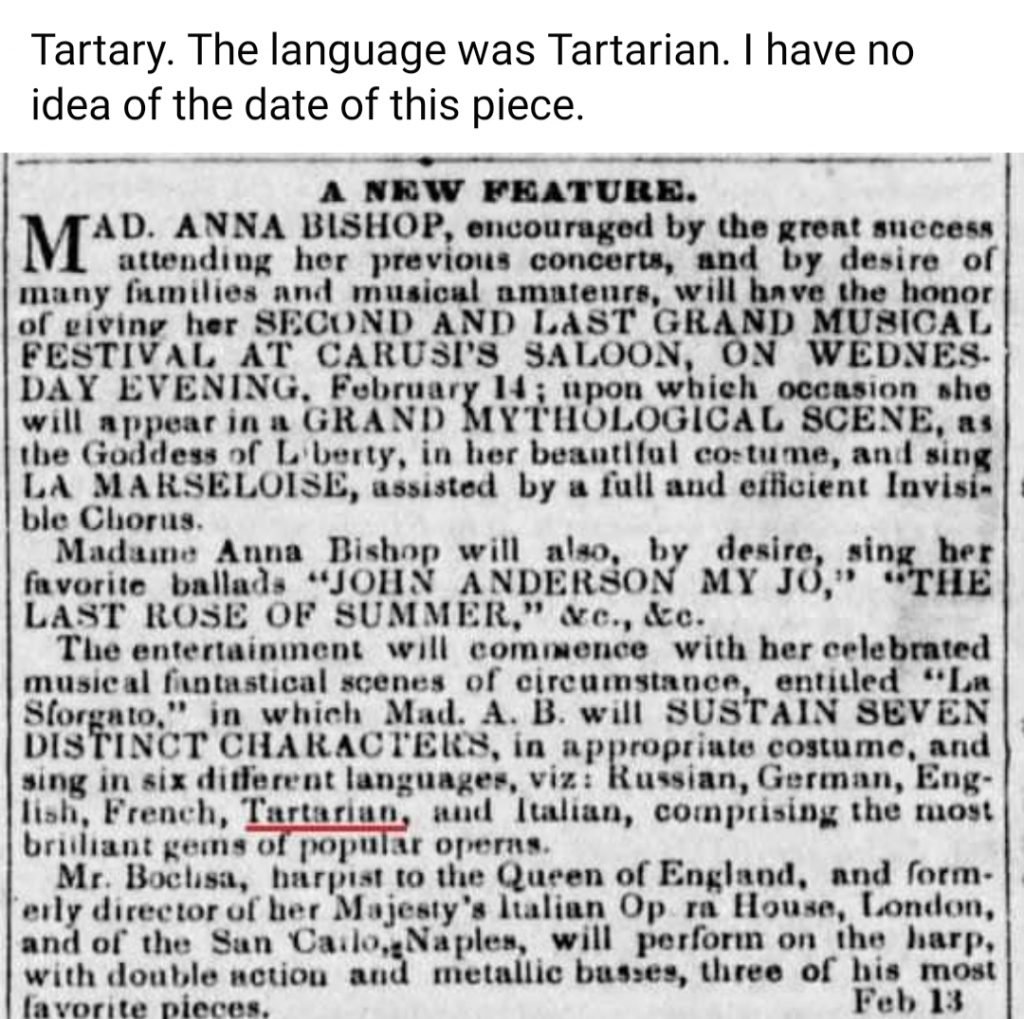 Tartary. The language was Tartarian. I have no
idea of the date of this piece.
A NEW FEATURE.
MAD. ANNA BISHOP, encouraged by the great success
attending her previous concerts, and by desire of
many families and musical amateurs, will have the honor
of giving her SECOND AND LAST GRAND MUSICAL
FESTIVAL AT CARUSI'S SALOON, ON WEDNES-
DAY EVENING, February 14; upon which occasion she
will appear in a GRAND MYTHOLOGICAL SCENE, as
the Goddess of L'berty, in her beautiful costume, and sing
LA MARSELOISE, assisted by a full and efficient Invisi-
ble Chorus.
Madame Anna Bishop will also, by desire, sing her
favorite ballads "JOHN ANDERSON MY JO," "THE
LAST ROSE OF SUMMER," &c., &c.
The entertainment will commence with her celebrated
musical fantastical scenes of circumstance, entitled "La
Sforgato," in which Mad. A. B. will SUSTAIN SEVEN
DISTINCT CHARACTERS, in appropriate costume, and
sing in six different languages, viz: Russian, German, Eng-
lish, French, Tartarian, and Italian, comprising the most
brilliant gems of popular operas.
Mr. Bochsa, harpist to the Queen of England, and form-
erly director of her Majesty's Italian Op ra House, London,
and of the San Carlo, Naples, will perform on the harp,
with double action and metallic basses, three of his most
favorite pieces. Feb 13